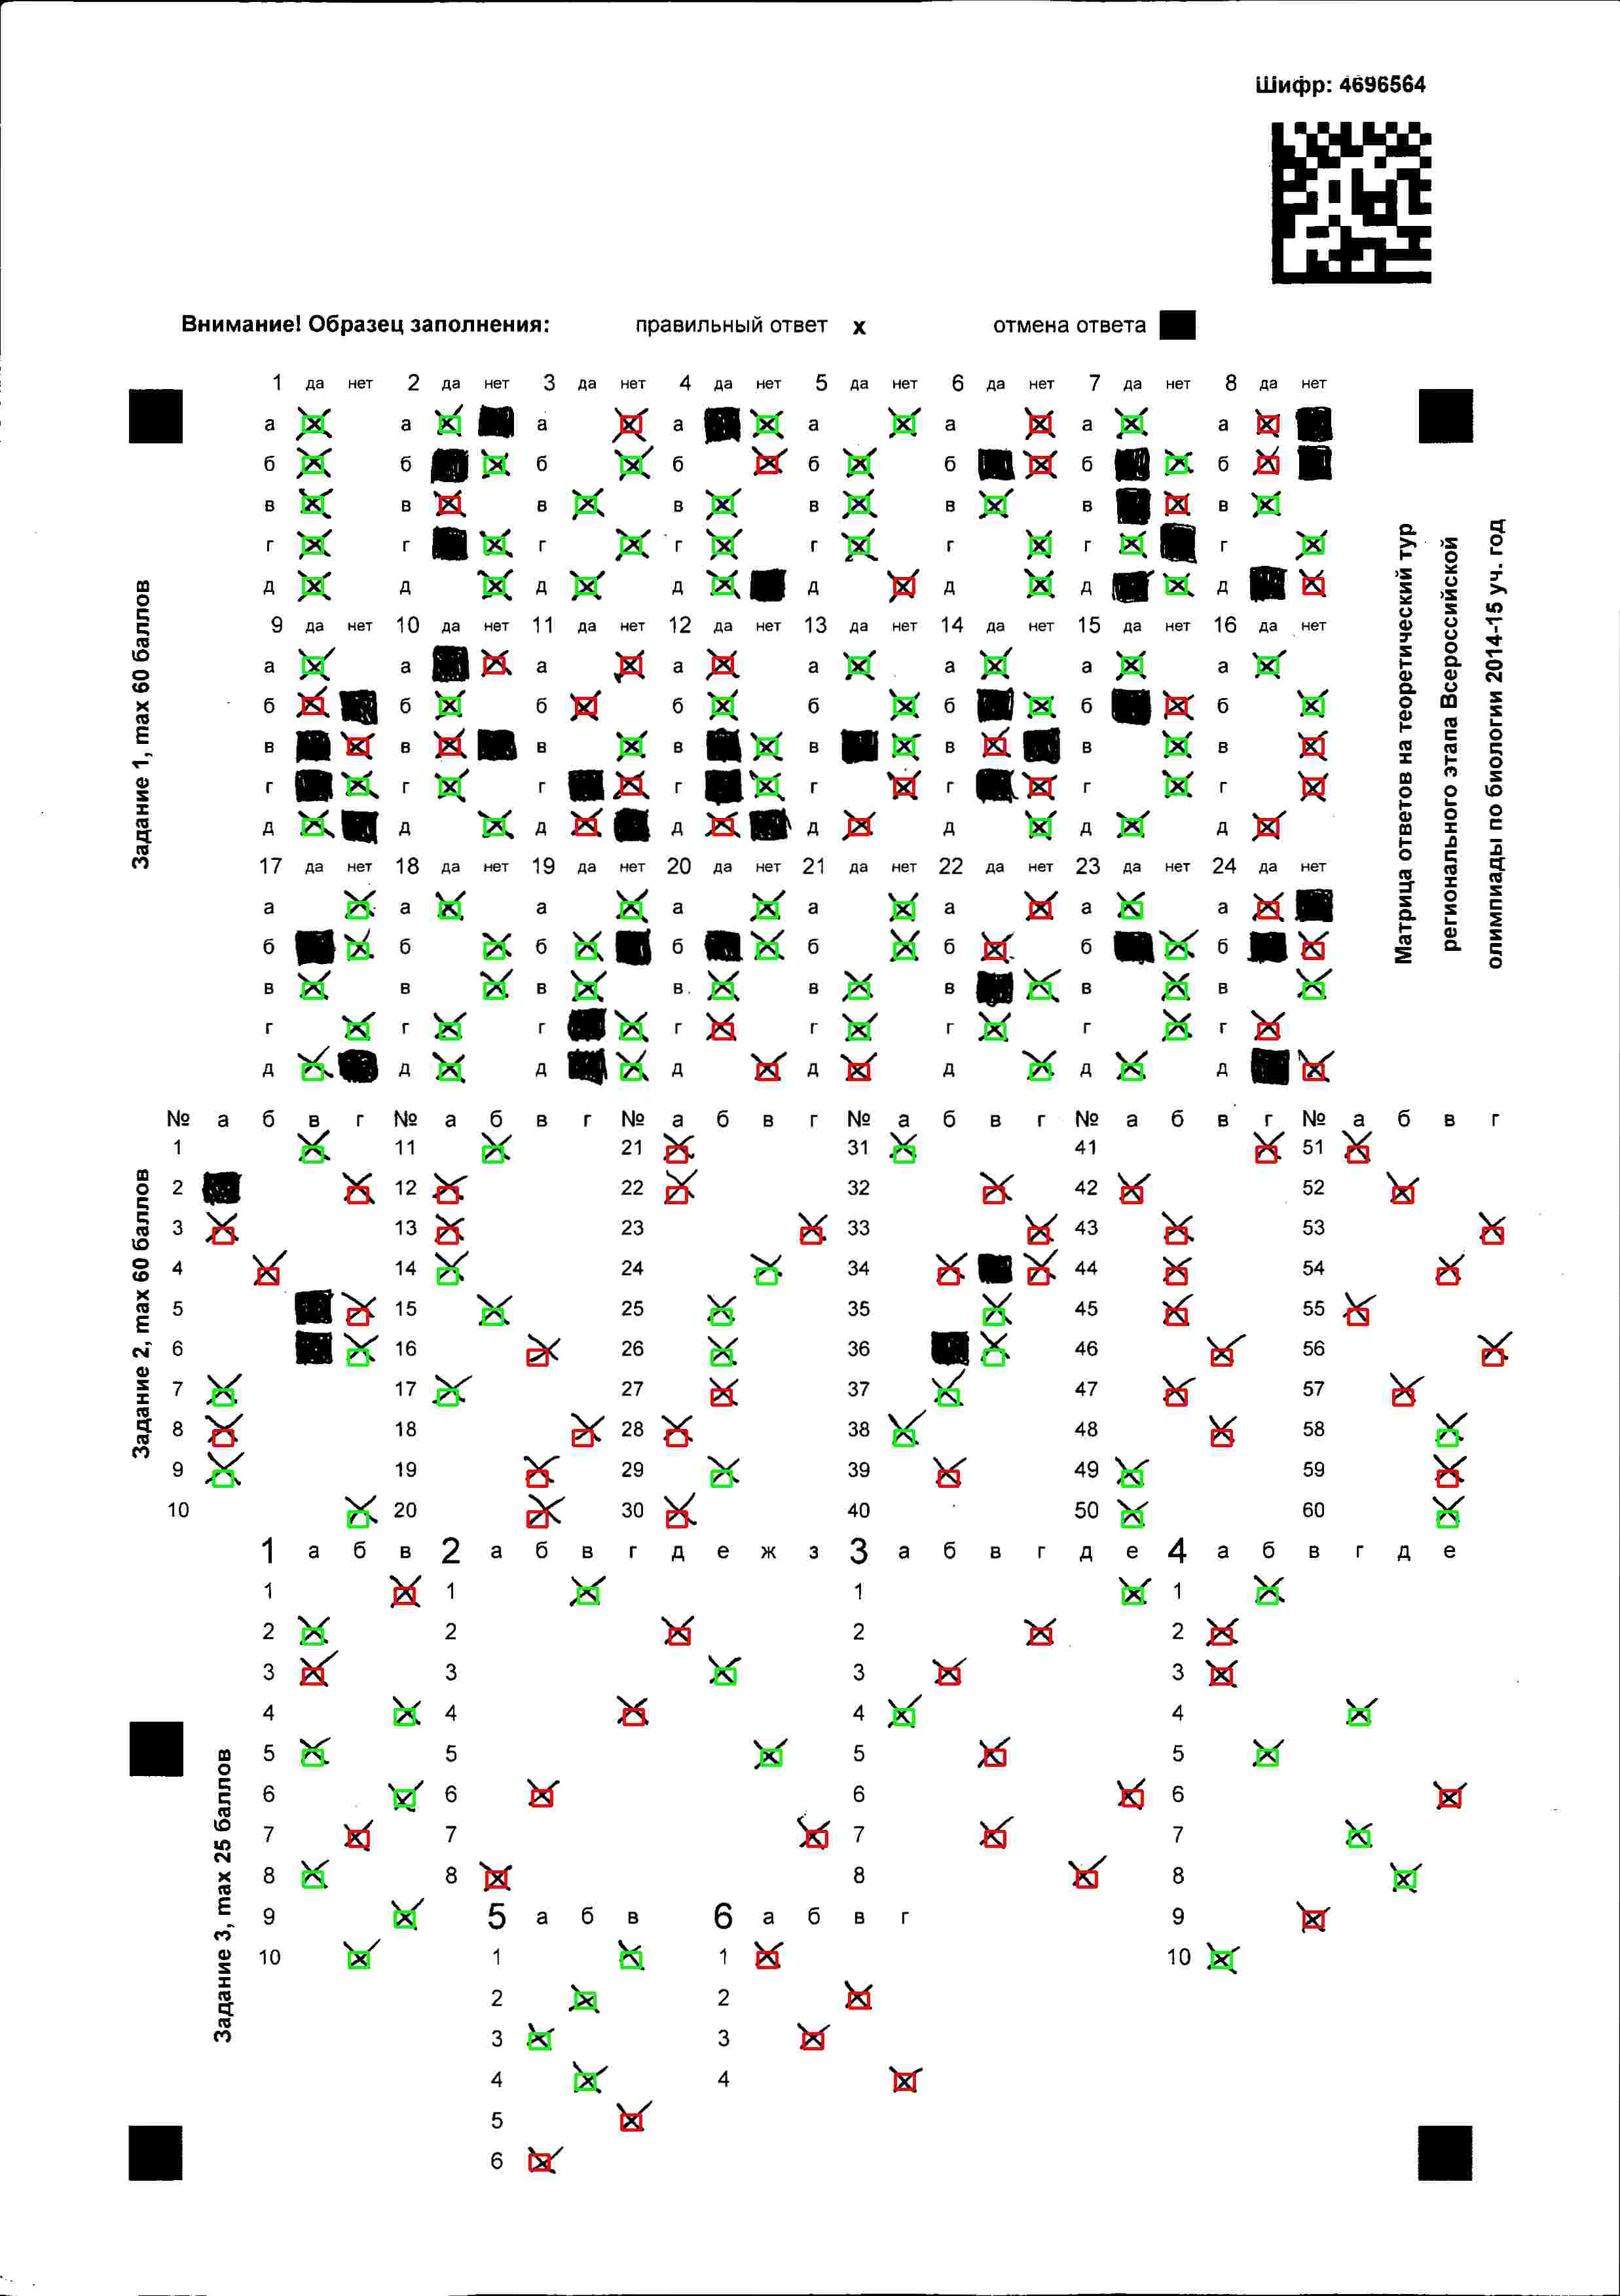 Шифр: 4696564
Внимание! Образец заполнения: правильный ответ x отмена ответа
1 да нет 2 да нет 3 да нет 4 да нет 5 да нет 6 да нет 7 да нет 8 да нет
а а а а а а а а
б б б б б б б б
в в в в в в в в
г г г г г г г г
д д д д д д д д
9 да нет 10 да нет 11 да нет 12 да нет 13 да нет 14 да нет 15 да нет 16 да нет
а а а а а а а а
б б б б б б б б
в в в в в в в в
г г г г г г г г
д д д д д д д д
17 да нет 18 да нет 19 да нет 20 да нет 21 да нет 22 да нет 23 да нет 24 да нет
а а а а а а а а
б б б б б б б б
в в в в в в в в
г г г г г г г г
д д д д д д д д
Задание 1, max 60 баллов
Матрица ответов на теоретический тур
регионального этапа Всероссийской
олимпиады по биологии 2014-15 уч. год
№ а б в г № а б в г № а б в г № а б в г № а б в г № а б в г
1 11 21 31 41 51
2 12 22 32 42 52
3 13 23 33 43 53
4 14 24 34 44 54
5 15 25 35 45 55
6 16 26 36 46 56
7 17 27 37 47 57
8 18 28 38 48 58
9 19 29 39 49 59
10 20 30 40 50 60
Задание 2, max 60 баллов
1 а б в 2 а б в г д е ж з 3 а б в г д е 4 а б в г д е
1 1 1 1
2 2 2 2
3 3 3 3
4 4 4 4
5 5 5 5
6 6 6 6
7 7 7 7
8 8 8 8
9 5 а б в 6 а б в г 9
10 1 1 10
2 2
3 3
4 4
5
6
Задание 3, max 25 баллов